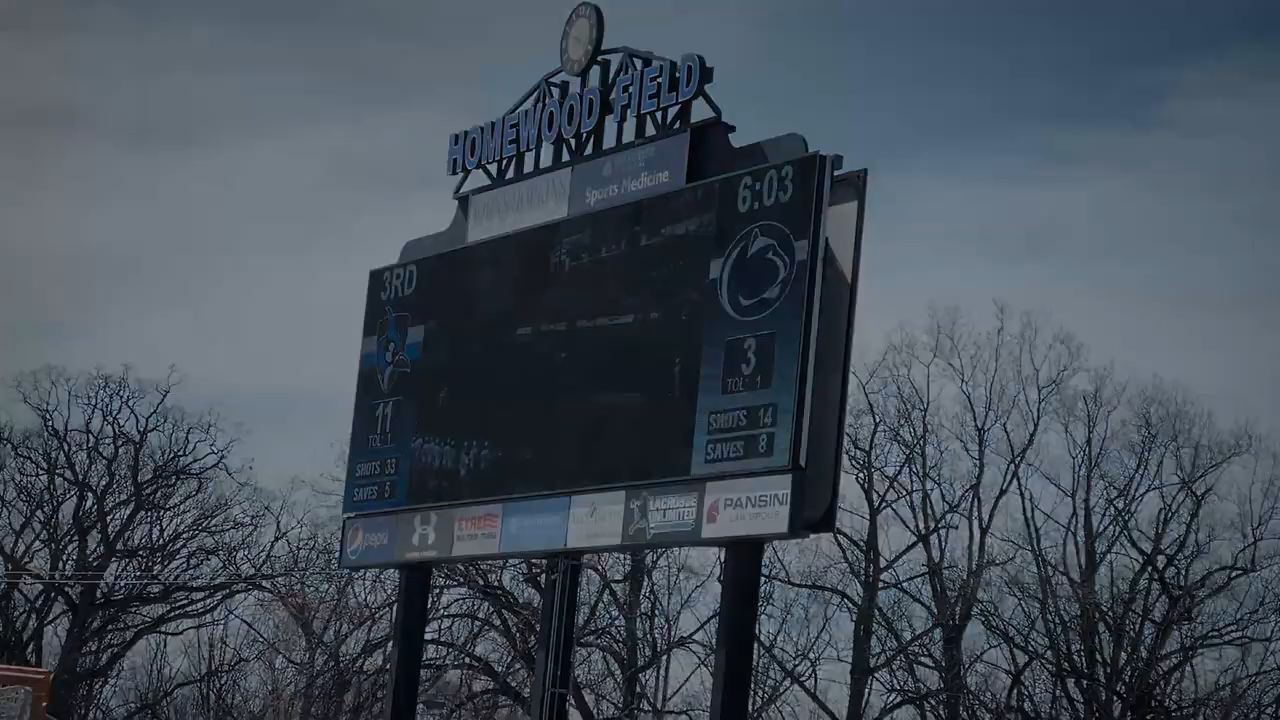 HOMEWOOD FIELD
Sports Medicine
6:03
3RD
3
TOL 1
11
TOL 1
SHOTS 14
SAVES 8
SHOTS 33
SAVES 5
pepsi
LACROSSE
UNLIMITED
PANSINI
LAW GROUP